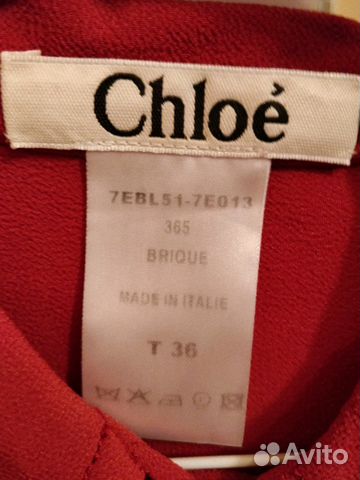 Chloé
7EBL51-7E013
365
BRIQUE
MADE IN ITALIE
T 36
Avito